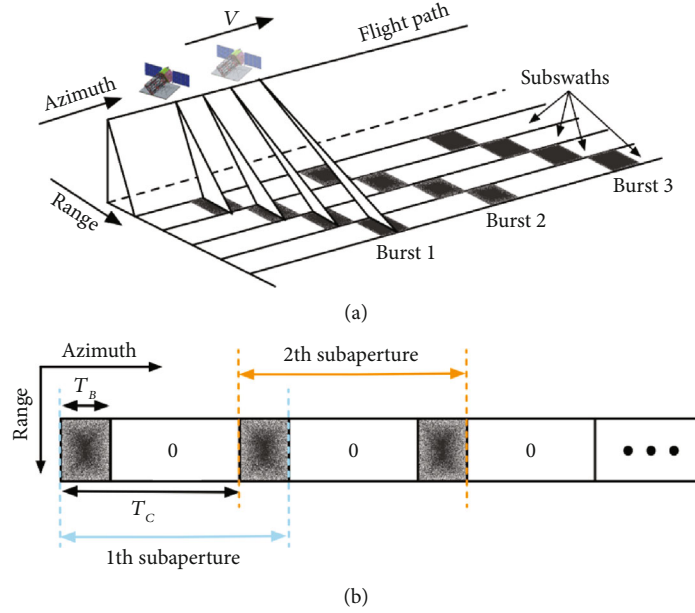 V
Flight path
Azimuth
Subswaths
Range
Burst 3
Burst 2
Burst 1
(a)
Azimuth
2th subaperture
T_B
Range
0
0
0
T_C
1th subaperture
(b)